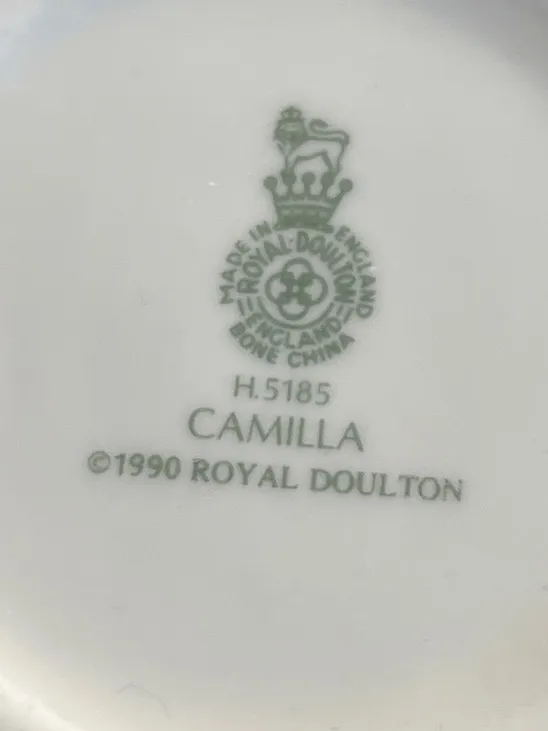 MADE IN ENGLAND
ROYAL·DOULTON
ENGLAND
BONE CHINA
H.5185
CAMILLA
©1990 ROYAL DOULTON